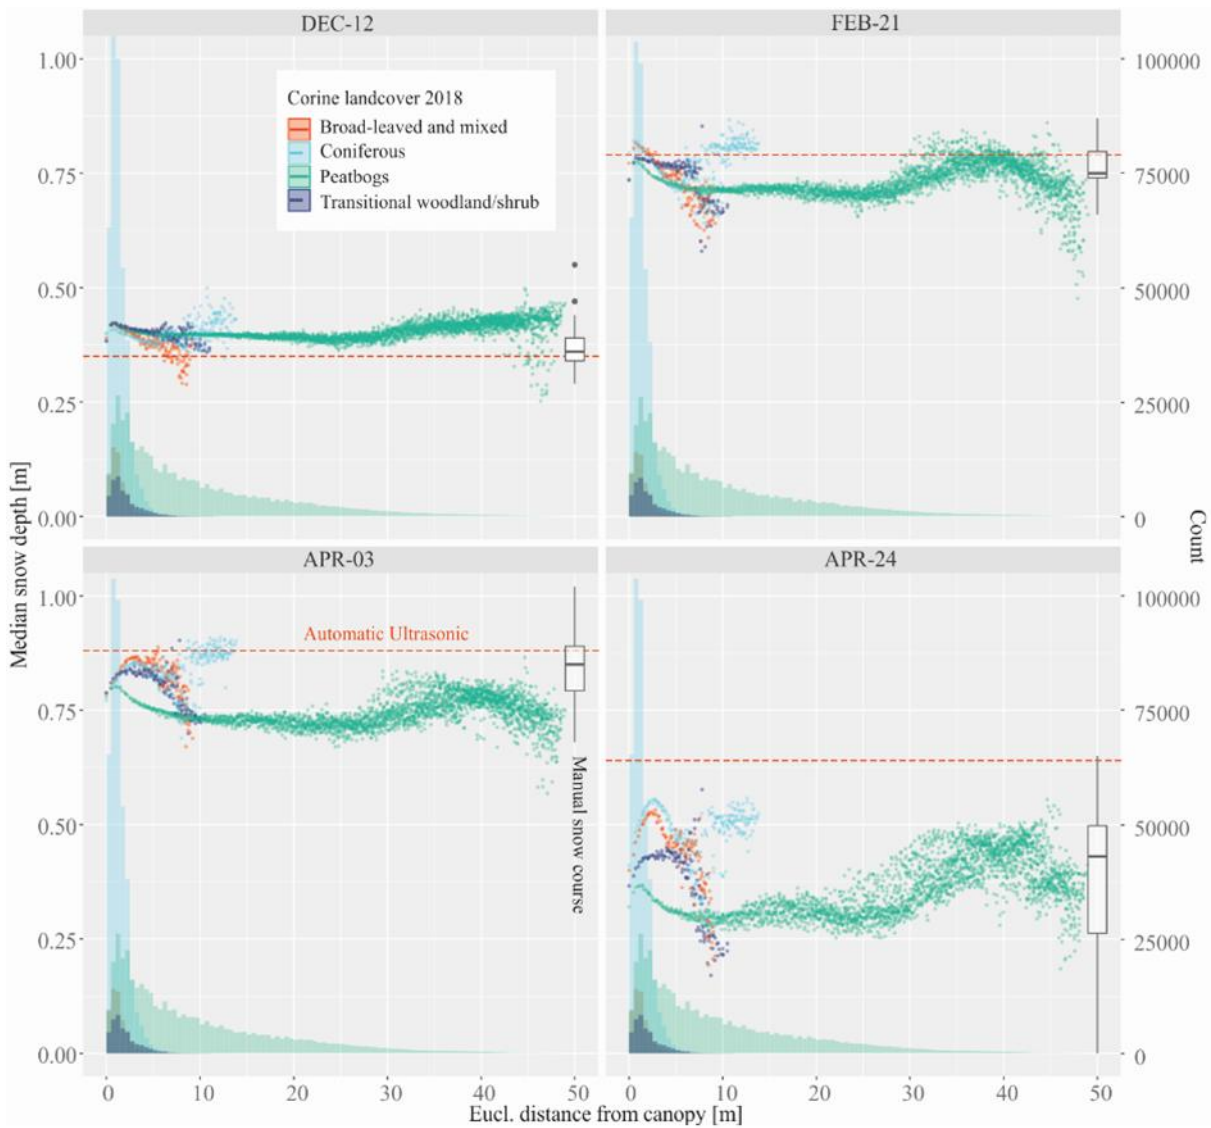 DEC-12
FEB-21
1.00
0.75
0.50
0.25
0.00
Corine landcover 2018
Broad-leaved and mixed
Coniferous
Peatbogs
Transitional woodland/shrub
100000
75000
50000
25000
0
Median snow depth [m]
Count
APR-03
APR-24
1.00
0.75
0.50
0.25
0.00
Automatic Ultrasonic
Manual snow course
100000
75000
50000
25000
0
0 10 20 30 40 50
0 10 20 30 40 50
Eucl. distance from canopy [m]